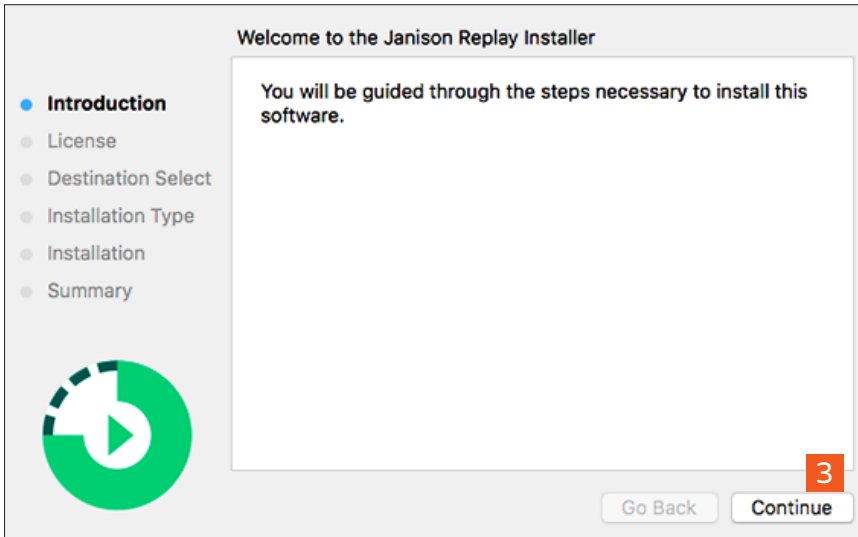 Welcome to the Janison Replay Installer
Introduction
License
Destination Select
Installation Type
Installation
Summary
You will be guided through the steps necessary to install this
software.
3
Go Back
Continue